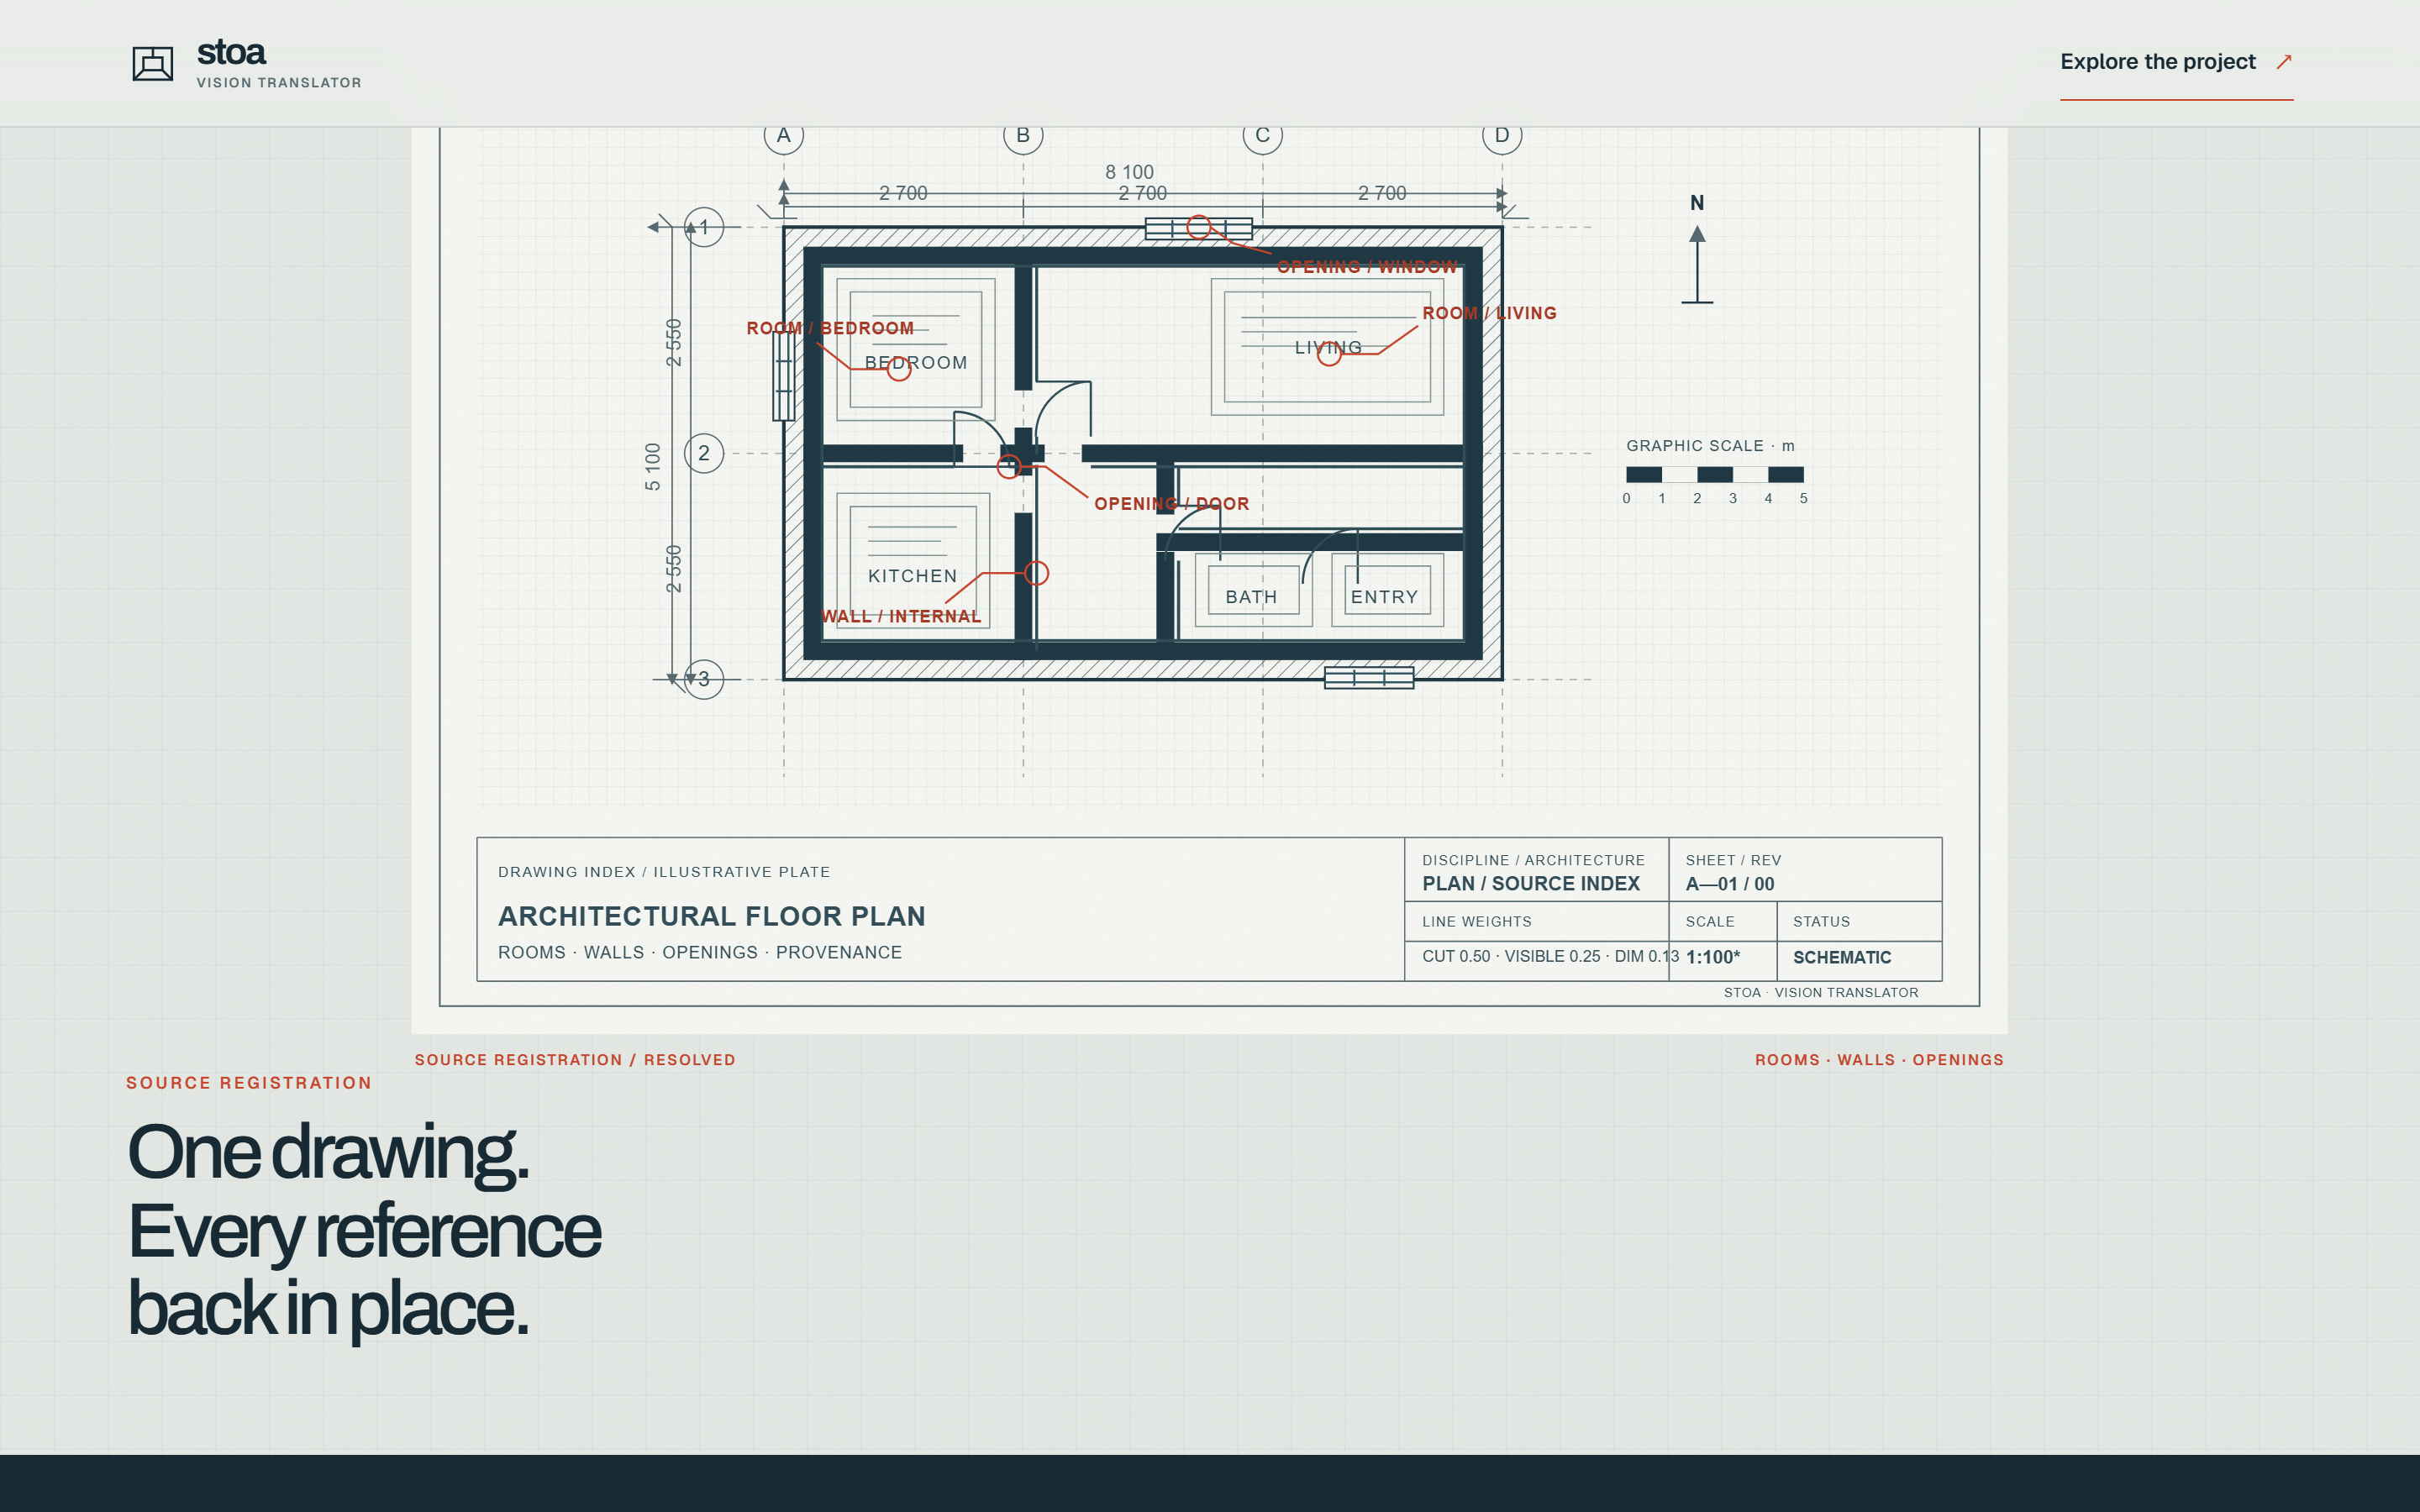 stoa
VISION TRANSLATOR
Explore the project ↗
A B C D
8 100
2 700 2 700 2 700
N
1
OPENING / WINDOW
ROOM / LIVING
ROOM / BEDROOM
2 550
LIVING
BEDROOM
2
GRAPHIC SCALE · m
5 100
0 1 2 3 4 5
OPENING / DOOR
2 550
KITCHEN
BATH
ENTRY
WALL / INTERNAL
3
DRAWING INDEX / ILLUSTRATIVE PLATE
ARCHITECTURAL FLOOR PLAN
ROOMS · WALLS · OPENINGS · PROVENANCE
DISCIPLINE / ARCHITECTURE
PLAN / SOURCE INDEX
SHEET / REV
A—01 / 00
LINE WEIGHTS
CUT 0.50 · VISIBLE 0.25 · DIM 0.13
SCALE
1:100*
STATUS
SCHEMATIC
STOA · VISION TRANSLATOR
SOURCE REGISTRATION / RESOLVED
ROOMS · WALLS · OPENINGS
SOURCE REGISTRATION
One drawing.
Every reference
back in place.